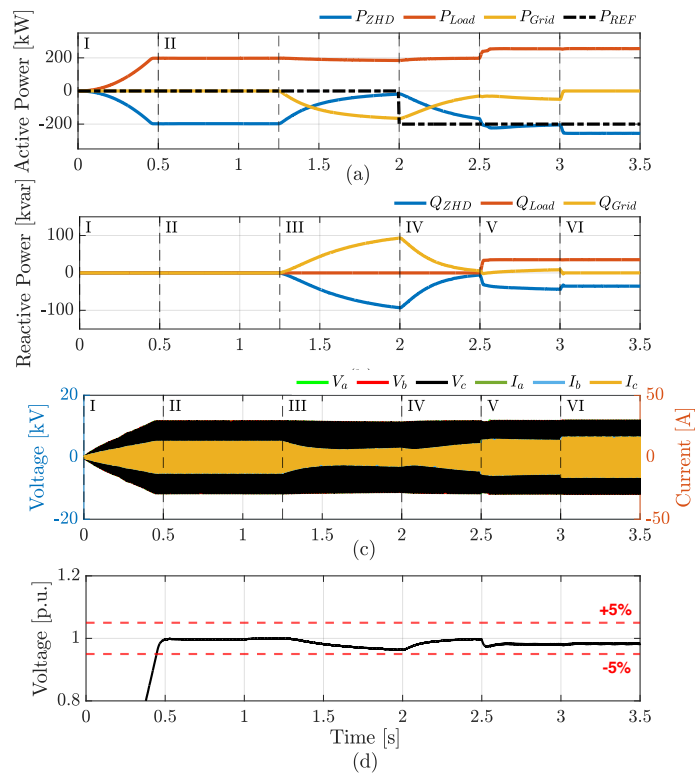 P_ZHD P_Load P_Grid P_REF
Active Power [kW]
I II
200
0
-200
0 0.5 1 1.5 2 2.5 3 3.5
(a)
Q_ZHD Q_Load Q_Grid
Reactive Power [kvar]
I II III IV V VI
100
0
-100
0 0.5 1 1.5 2 2.5 3 3.5
V_a V_b V_c I_a I_b I_c
Voltage [kV]
Current [A]
I II III IV V VI
20 50
0 0
-20 -50
0 0.5 1 1.5 2 2.5 3 3.5
(c)
Voltage [p.u.]
1.2
1
0.8
+5%
-5%
0 0.5 1 1.5 2 2.5 3 3.5
Time [s]
(d)